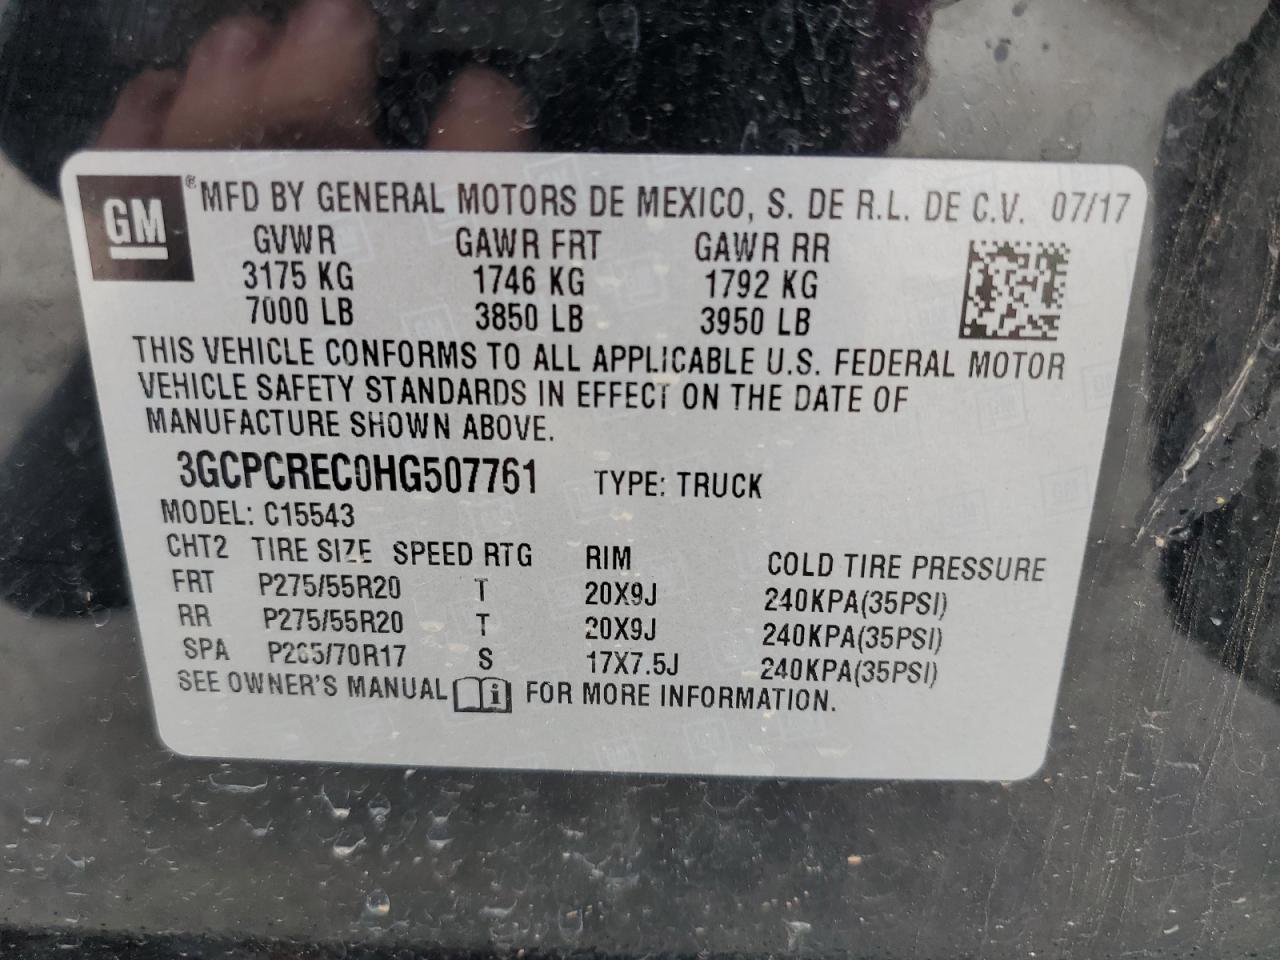 GM ® MFD BY GENERAL MOTORS DE MEXICO, S. DE R.L. DE C.V. 07/17
GVWR GAWR FRT GAWR RR
3175 KG 1746 KG 1792 KG
7000 LB 3850 LB 3950 LB
THIS VEHICLE CONFORMS TO ALL APPLICABLE U.S. FEDERAL MOTOR
VEHICLE SAFETY STANDARDS IN EFFECT ON THE DATE OF
MANUFACTURE SHOWN ABOVE.
3GCPCREC0HG507761 TYPE: TRUCK
MODEL: C15543
CHT2 TIRE SIZE SPEED RTG RIM COLD TIRE PRESSURE
FRT P275/55R20 T 20X9J 240KPA(35PSI)
RR P275/55R20 T 20X9J 240KPA(35PSI)
SPA P265/70R17 S 17X7.5J 240KPA(35PSI)
SEE OWNER'S MANUAL i FOR MORE INFORMATION.